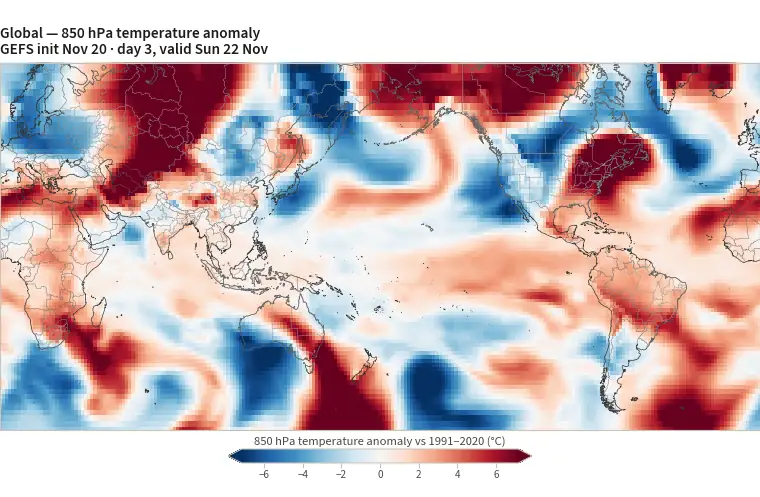 Global — 850 hPa temperature anomaly
GEFS init Nov 20 · day 3, valid Sun 22 Nov
850 hPa temperature anomaly vs 1991–2020 (°C)
−6 −4 −2 0 2 4 6